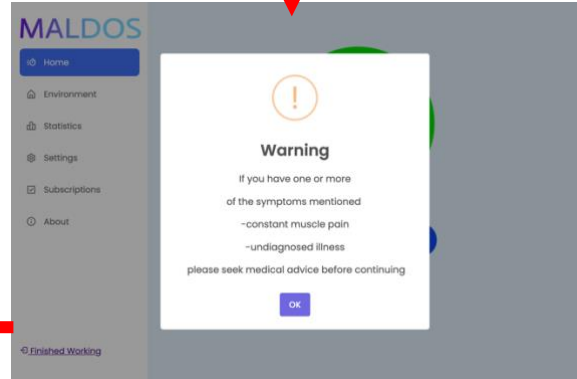 MALDOS
Home
Environment
Statistics
Settings
Subscriptions
About
Finished Working
!
Warning
If you have one or more
of the symptoms mentioned
-constant muscle pain
-undiagnosed illness
please seek medical advice before continuing
OK